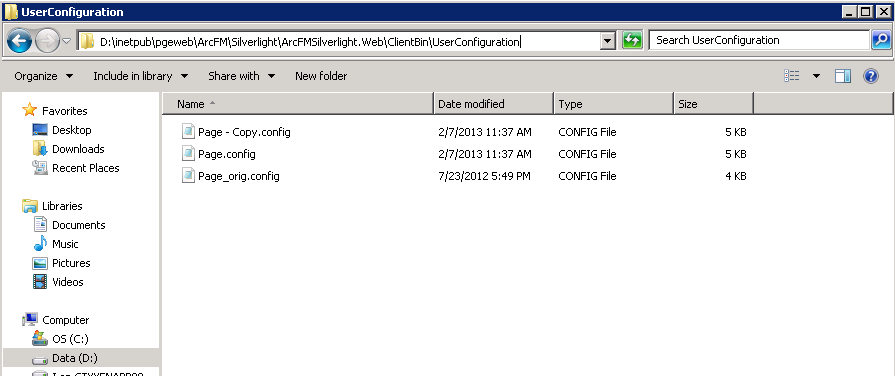 UserConfiguration
D:\inetpub\pgeweb\ArcFM\Silverlight\ArcFMSilverlight.Web\ClientBin\UserConfiguration
Search UserConfiguration
Organize Include in library Share with New folder
Favorites
Desktop
Downloads
Recent Places
Libraries
Documents
Music
Pictures
Videos
Computer
OS (C:)
Data (D:)
Name Date modified Type Size
Page - Copy.config 2/7/2013 11:37 AM CONFIG File 5 KB
Page.config 2/7/2013 11:37 AM CONFIG File 5 KB
Page_orig.config 7/23/2012 5:49 PM CONFIG File 4 KB